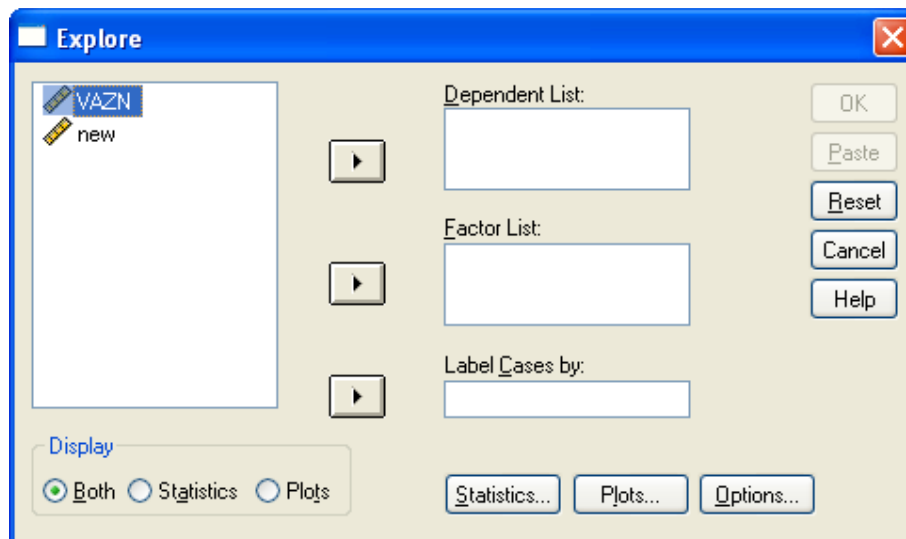 Explore
VAZN
new
Dependent List:
Factor List:
Label Cases by:
OK
Paste
Reset
Cancel
Help
Display
Both Statistics Plots
Statistics... Plots... Options...